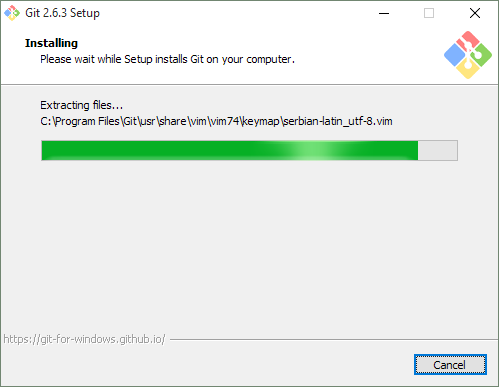 Git 2.6.3 Setup
Installing
Please wait while Setup installs Git on your computer.
Extracting files...
C:\Program Files\Git\usr\share\vim\vim74\keymap\serbian-latin_utf-8.vim
https://git-for-windows.github.io/
Cancel